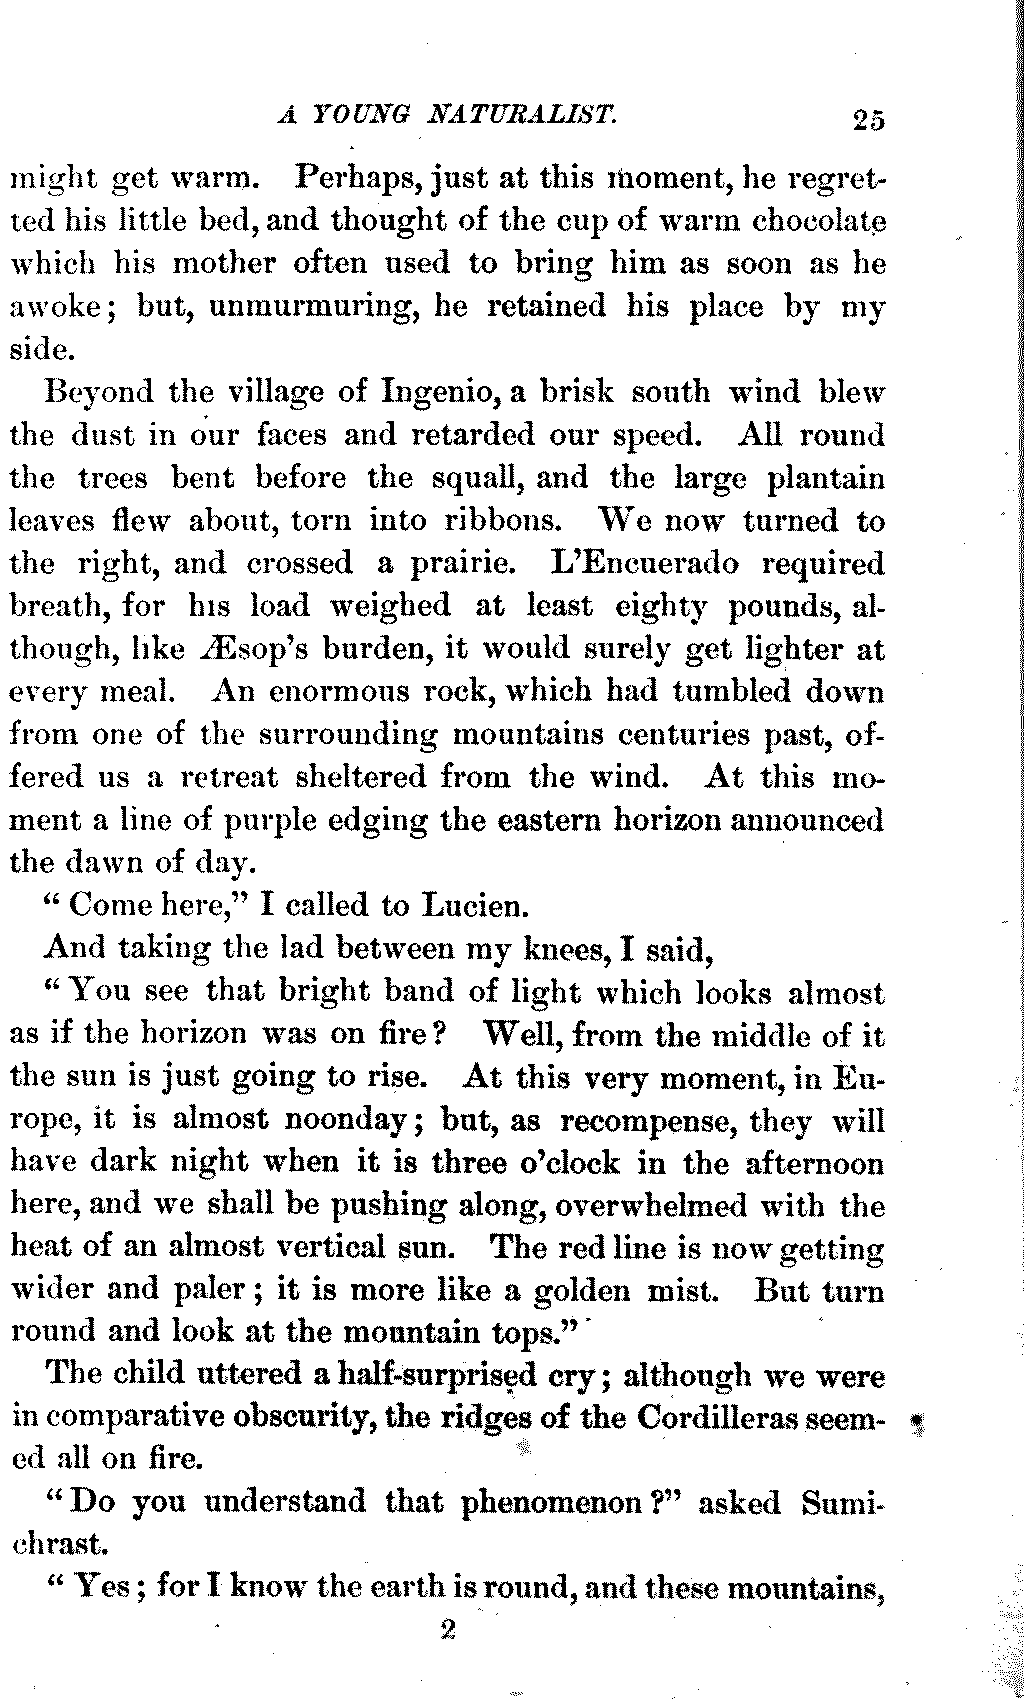 A YOUNG NATURALIST. 25
might get warm. Perhaps, just at this moment, he regret-
ted his little bed, and thought of the cup of warm chocolate
which his mother often used to bring him as soon as he
awoke; but, unmurmuring, he retained his place by my
side.
Beyond the village of Ingenio, a brisk south wind blew
the dust in our faces and retarded our speed. All round
the trees bent before the squall, and the large plantain
leaves flew about, torn into ribbons. We now turned to
the right, and crossed a prairie. L'Encuerado required
breath, for his load weighed at least eighty pounds, al-
though, like Æsop's burden, it would surely get lighter at
every meal. An enormous rock, which had tumbled down
from one of the surrounding mountains centuries past, of-
fered us a retreat sheltered from the wind. At this mo-
ment a line of purple edging the eastern horizon announced
the dawn of day.
"Come here," I called to Lucien.
And taking the lad between my knees, I said,
"You see that bright band of light which looks almost
as if the horizon was on fire? Well, from the middle of it
the sun is just going to rise. At this very moment, in Eu-
rope, it is almost noonday; but, as recompense, they will
have dark night when it is three o'clock in the afternoon
here, and we shall be pushing along, overwhelmed with the
heat of an almost vertical sun. The red line is now getting
wider and paler; it is more like a golden mist. But turn
round and look at the mountain tops."
The child uttered a half-surprised cry; although we were
in comparative obscurity, the ridges of the Cordilleras seem-
ed all on fire.
"Do you understand that phenomenon?" asked Sumi-
chrast.
"Yes; for I know the earth is round, and these mountains,
2